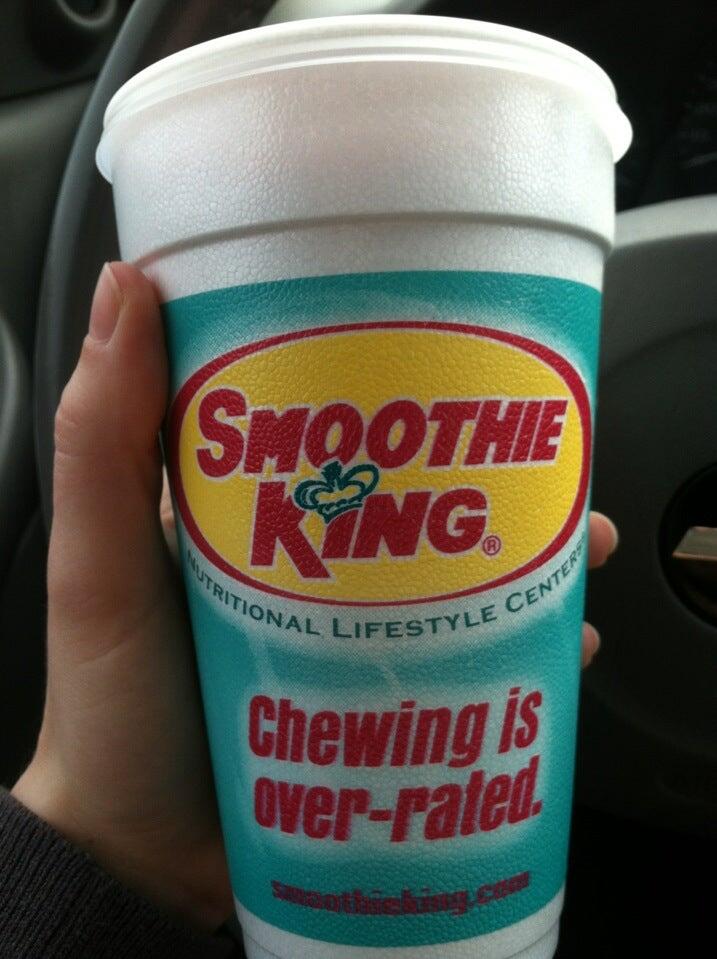 SMOOTHIE
KING®
NUTRITIONAL LIFESTYLE CENTERS
Chewing is
over-rated.
smoothieking.com